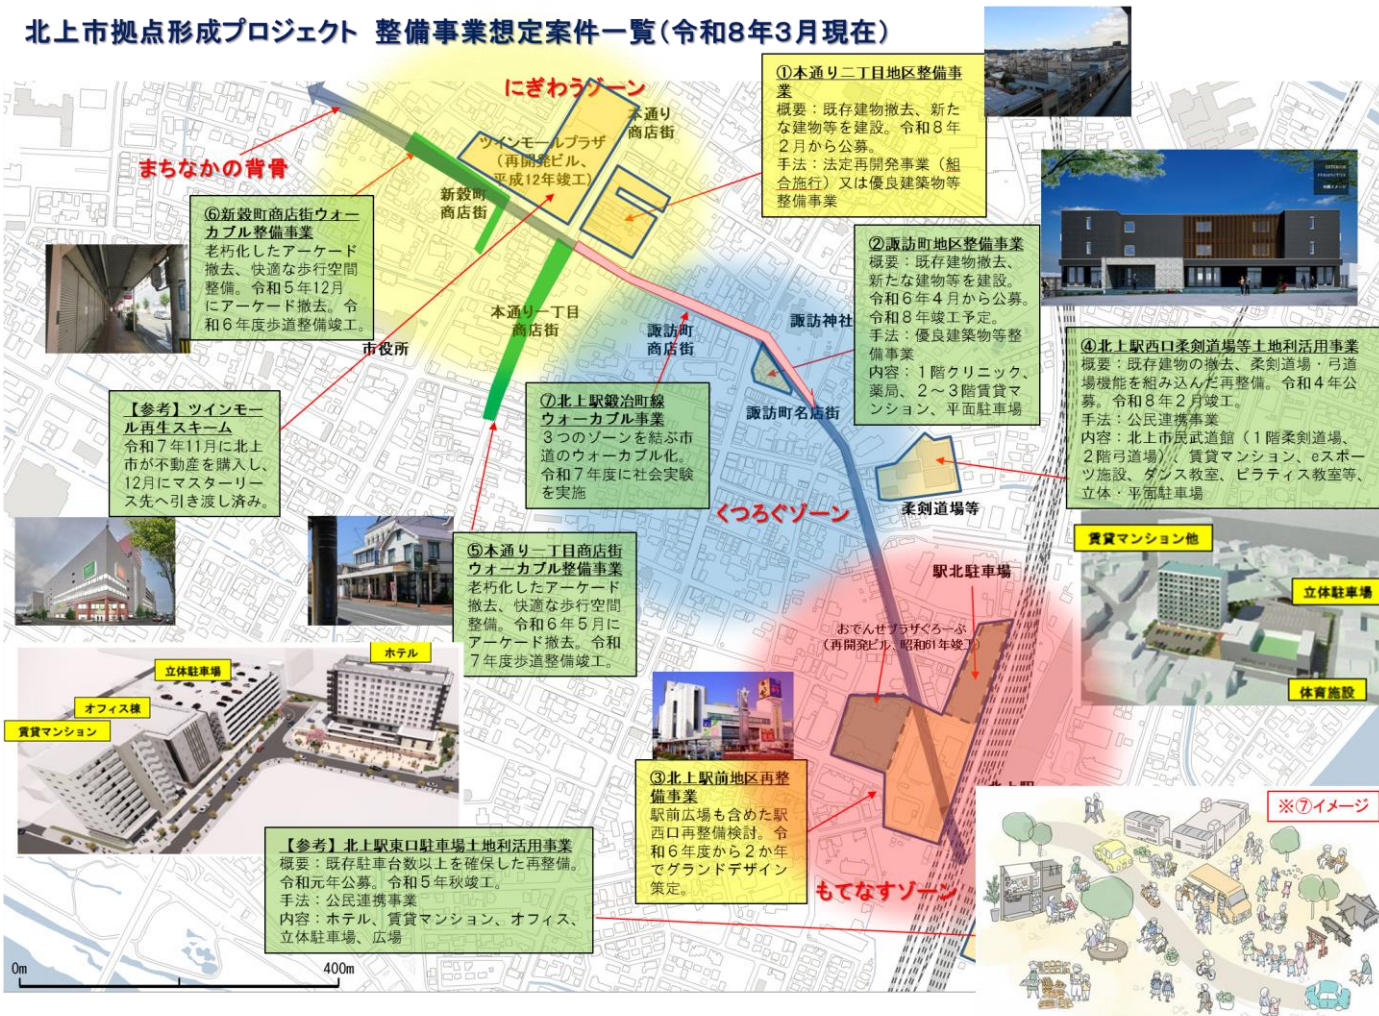 北上市拠点形成プロジェクト 整備事業想定案件一覧（令和8年3月現在）
にぎわうゾーン
本通り
商店街
ツインモールプラザ
（再開発ビル、
平成12年竣工）
まちなかの背骨
新穀町
商店街
①本通り二丁目地区整備事
業
概要：既存建物撤去、新た
な建物等を建設。令和８年
２月から公募。
手法：法定再開発事業（組
合施行）又は優良建築物等
整備事業
⑥新穀町商店街ウォー
カブル整備事業
老朽化したアーケード
撤去、快適な歩行空間
整備。令和５年12月
にアーケード撤去。令
和６年度歩道整備竣工。
②諏訪町地区整備事業
概要：既存建物撤去、
新たな建物等を建設。
令和６年４月から公募。
令和８年竣工予定。
手法：優良建築物等整
備事業
内容：１階クリニック、
薬局、２～３階賃貸マ
ンション、平面駐車場
本通り一丁目
商店街
市役所
諏訪町
商店街
諏訪神社
諏訪町名店街
④北上駅西口柔剣道場等土地利活用事業
概要：既存建物の撤去、柔剣道場・弓道
場機能を組み込んだ再整備。令和４年公
募。令和８年２月竣工。
手法：公民連携事業
内容：北上市民武道館（１階柔剣道場、
２階弓道場）、賃貸マンション、eスポー
ツ施設、ダンス教室、ピラティス教室等、
立体・平面駐車場
【参考】ツインモー
ル再生スキーム
令和７年11月に北上
市が不動産を購入し、
12月にマスターリー
ス先へ引き渡し済み。
⑦北上駅鍛冶町線
ウォーカブル事業
３つのゾーンを結ぶ市
道のウォーカブル化。
令和７年度に社会実験
を実施
くつろぐゾーン
柔剣道場等
⑤本通り一丁目商店街
ウォーカブル整備事業
老朽化したアーケード
撤去、快適な歩行空間
整備。令和６年５月に
アーケード撤去。令和
７年度歩道整備竣工。
駅北駐車場
おでんせプラザぐろーぶ
（再開発ビル、昭和61年竣工）
賃貸マンション他
立体駐車場
体育施設
ホテル
立体駐車場
オフィス棟
賃貸マンション
③北上駅前地区再整
備事業
駅前広場も含めた駅
西口再整備検討。令
和６年度から２か年
でグランドデザイン
策定。
もてなすゾーン
北上駅
※⑦イメージ
【参考】北上駅東口駐車場土地利活用事業
概要：既存駐車台数以上を確保した再整備。
令和元年公募。令和５年秋竣工。
手法：公民連携事業
内容：ホテル、賃貸マンション、オフィス、
立体駐車場、広場
0m
400m